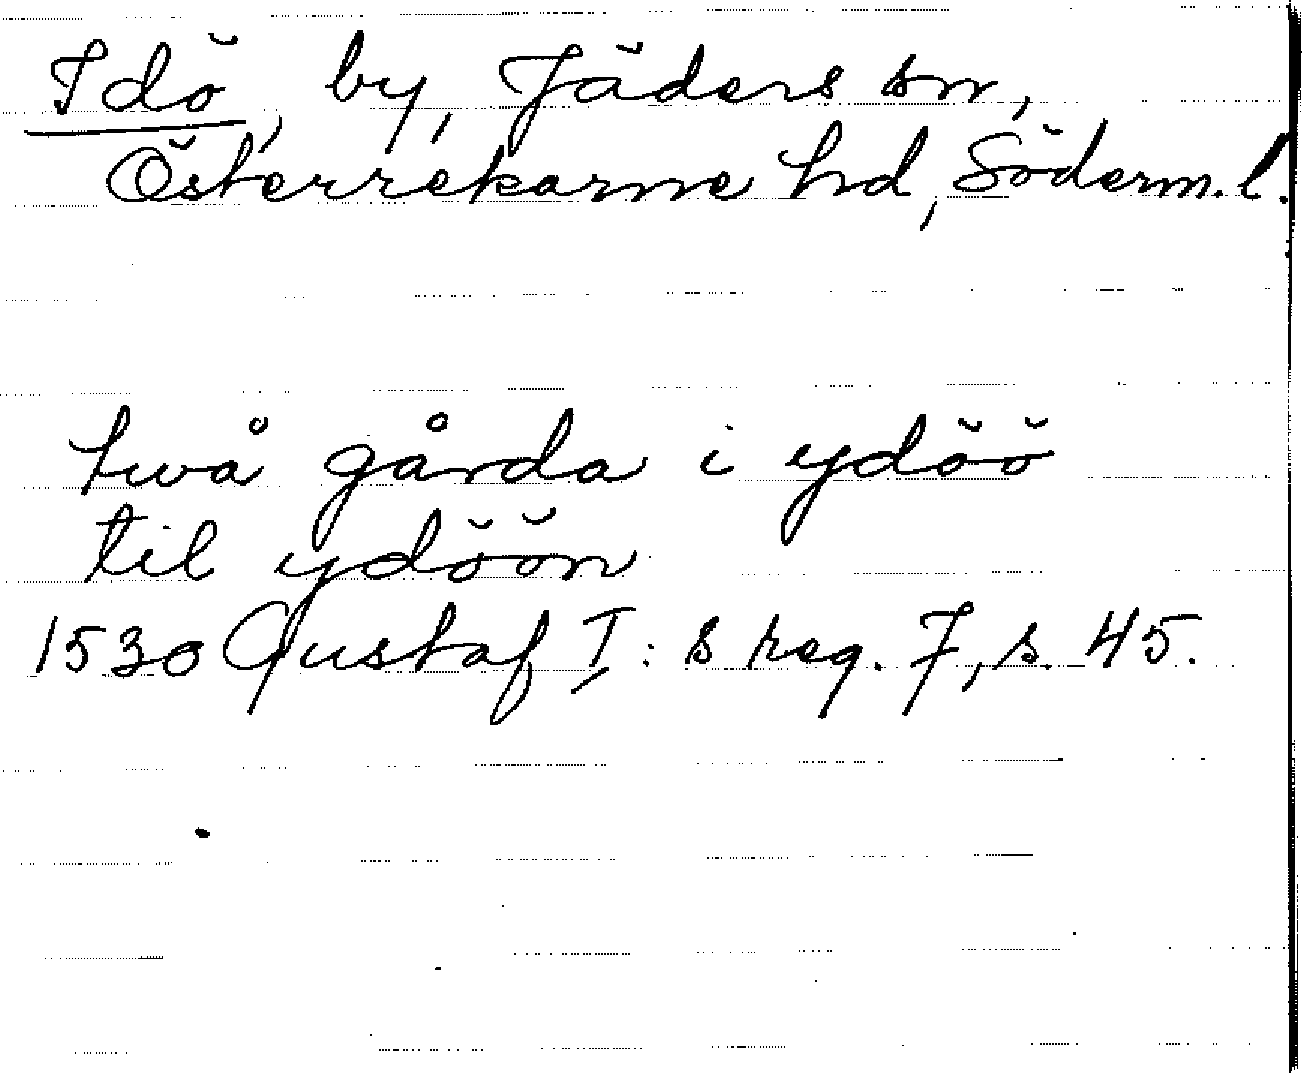 Idö, by, Jäders sn,
Österrekarne hd, Söderm. l.
twå gårda i ydöö
til ydöön
1530 Gustaf I:s reg. 7, s. 45.